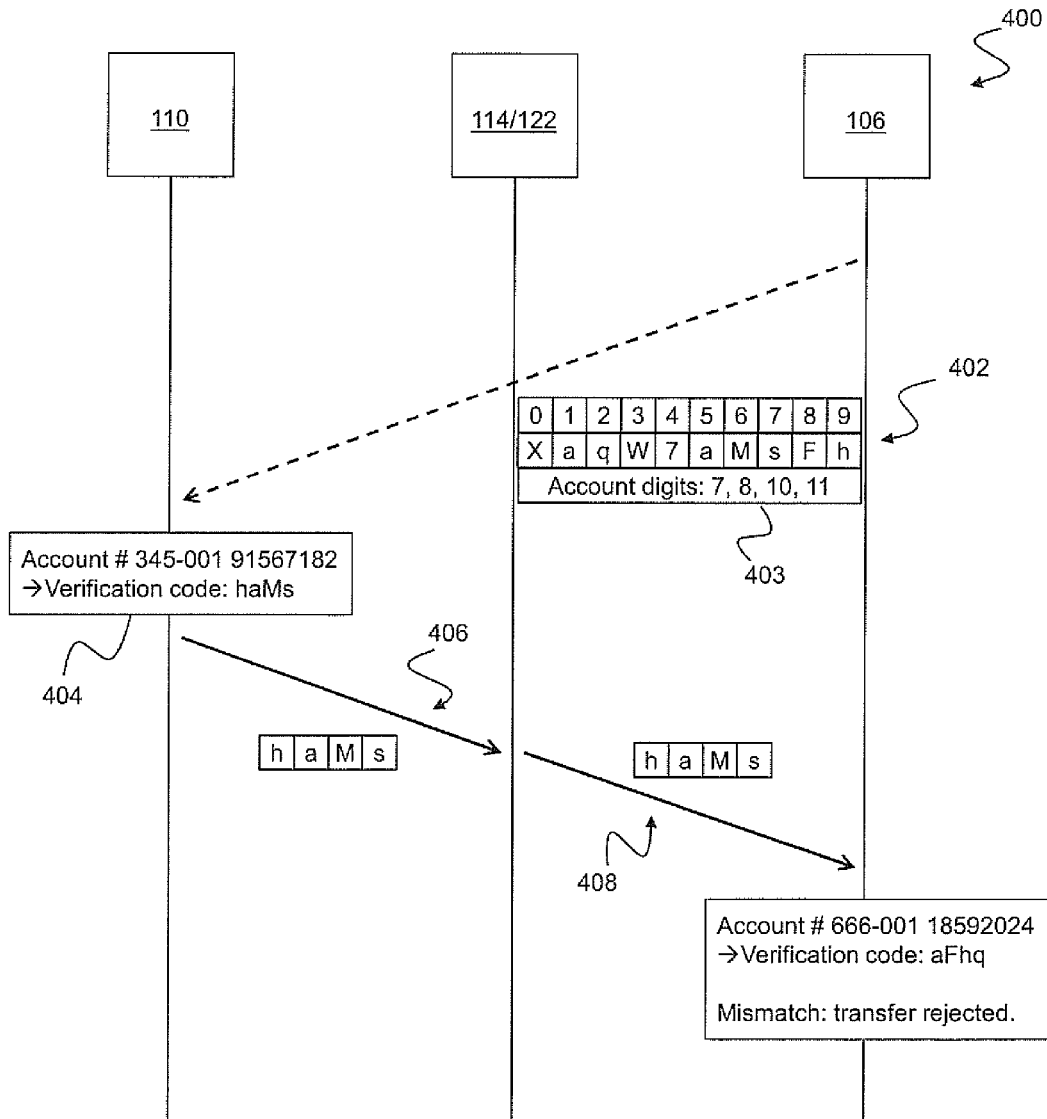 400
110
114/122
106
402
0 1 2 3 4 5 6 7 8 9
X a q W 7 a M s F h
Account digits: 7, 8, 10, 11
403
Account # 345-001 91567182
→Verification code: haMs
404
406
h a M s
h a M s
408
Account # 666-001 18592024
→Verification code: aFhq
Mismatch: transfer rejected.